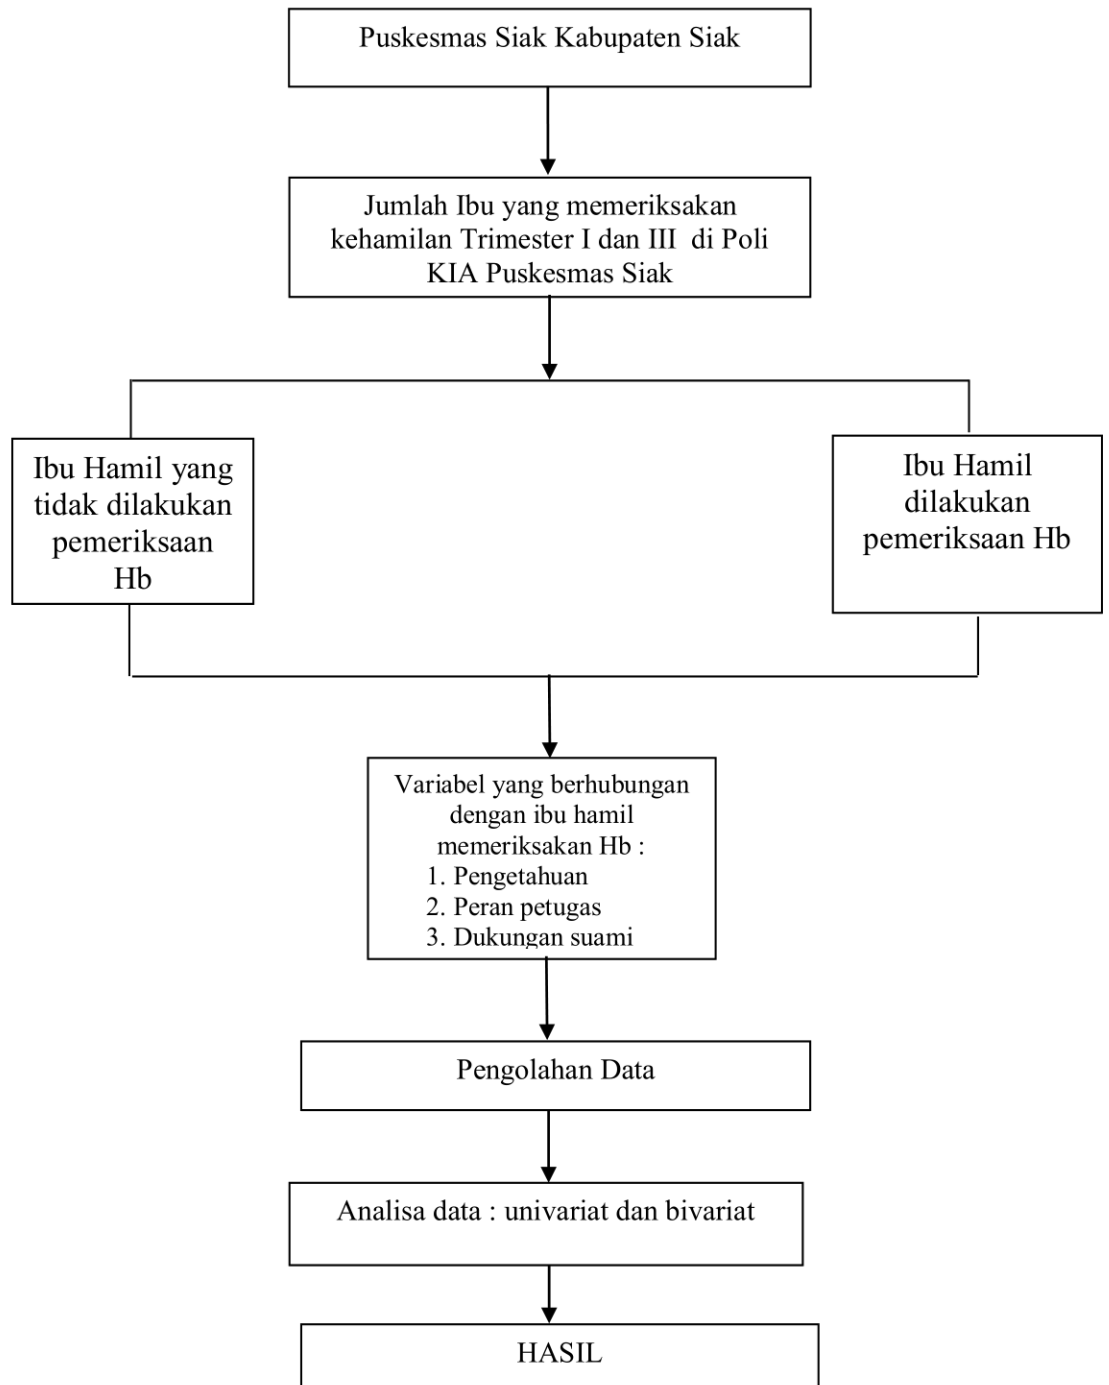 Puskesmas Siak Kabupaten Siak
Jumlah Ibu yang memeriksakan
kehamilan Trimester I dan III di Poli
KIA Puskesmas Siak
Ibu Hamil yang
tidak dilakukan
pemeriksaan
Hb
Ibu Hamil
dilakukan
pemeriksaan Hb
Variabel yang berhubungan
dengan ibu hamil
memeriksakan Hb :
1. Pengetahuan
2. Peran petugas
3. Dukungan suami
Pengolahan Data
Analisa data : univariat dan bivariat
HASIL